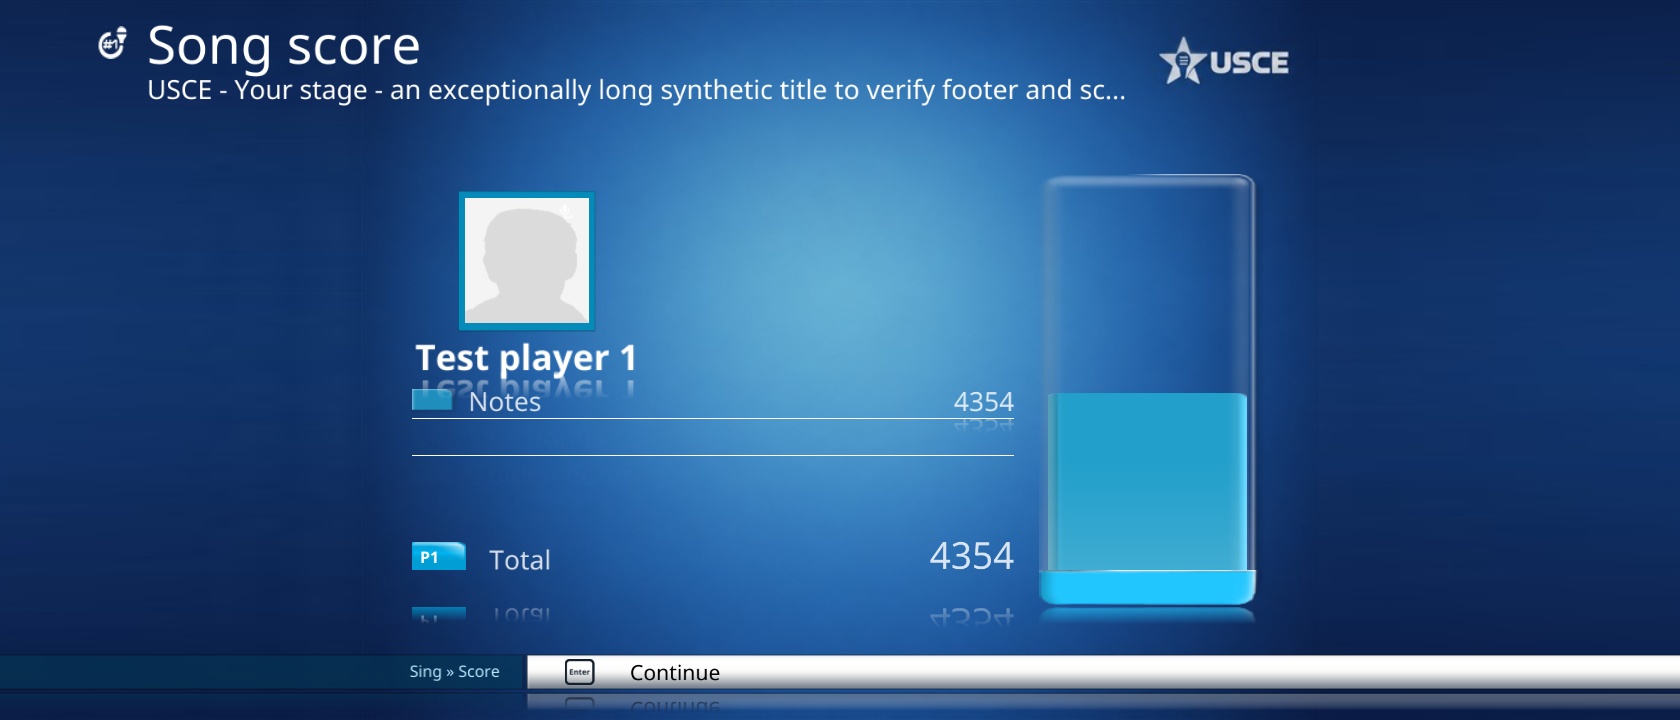 #1
Song score
USCE
USCE - Your stage - an exceptionally long synthetic title to verify footer and sc...
Test player 1
Notes 4354
P1 Total 4354
Sing » Score
Enter Continue